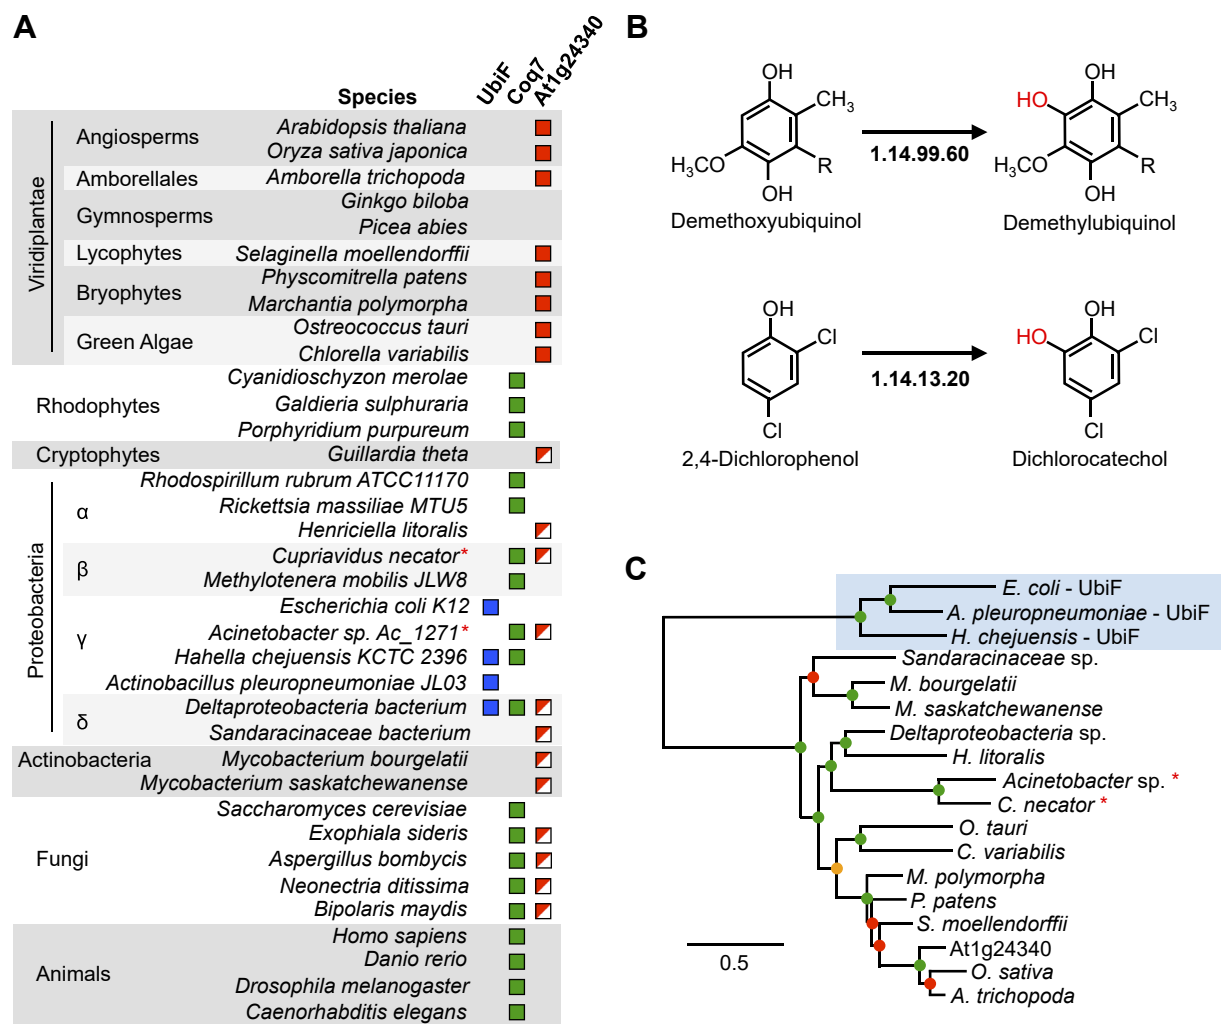 A
Species
UbiF
Coq7
At1g24340
Viridiplantae
Angiosperms
Arabidopsis thaliana
Oryza sativa japonica
Amborellales
Amborella trichopoda
Gymnosperms
Ginkgo biloba
Picea abies
Lycophytes
Selaginella moellendorffii
Bryophytes
Physcomitrella patens
Marchantia polymorpha
Green Algae
Ostreococcus tauri
Chlorella variabilis
Rhodophytes
Cyanidioschyzon merolae
Galdieria sulphuraria
Porphyridium purpureum
Cryptophytes
Guillardia theta
Proteobacteria
α
Rhodospirillum rubrum ATCC11170
Rickettsia massiliae MTU5
Henriciella litoralis
β
Cupriavidus necator*
Methylotenera mobilis JLW8
γ
Escherichia coli K12
Acinetobacter sp. Ac_1271*
Hahella chejuensis KCTC 2396
Actinobacillus pleuropneumoniae JL03
δ
Deltaproteobacteria bacterium
Sandaracinaceae bacterium
Actinobacteria
Mycobacterium bourgelatii
Mycobacterium saskatchewanense
Fungi
Saccharomyces cerevisiae
Exophiala sideris
Aspergillus bombycis
Neonectria ditissima
Bipolaris maydis
Animals
Homo sapiens
Danio rerio
Drosophila melanogaster
Caenorhabditis elegans
B
OH
CH3
H3CO
R
OH
Demethoxyubiquinol
1.14.99.60
OH
HO
CH3
H3CO
R
OH
Demethylubiquinol
OH
Cl
Cl
2,4-Dichlorophenol
1.14.13.20
OH
HO
Cl
Cl
Dichlorocatechol
C
E. coli - UbiF
A. pleuropneumoniae - UbiF
H. chejuensis - UbiF
Sandaracinaceae sp.
M. bourgelatii
M. saskatchewanense
Deltaproteobacteria sp.
H. litoralis
Acinetobacter sp. *
C. necator *
O. tauri
C. variabilis
M. polymorpha
P. patens
S. moellendorffii
At1g24340
O. sativa
A. trichopoda
0.5